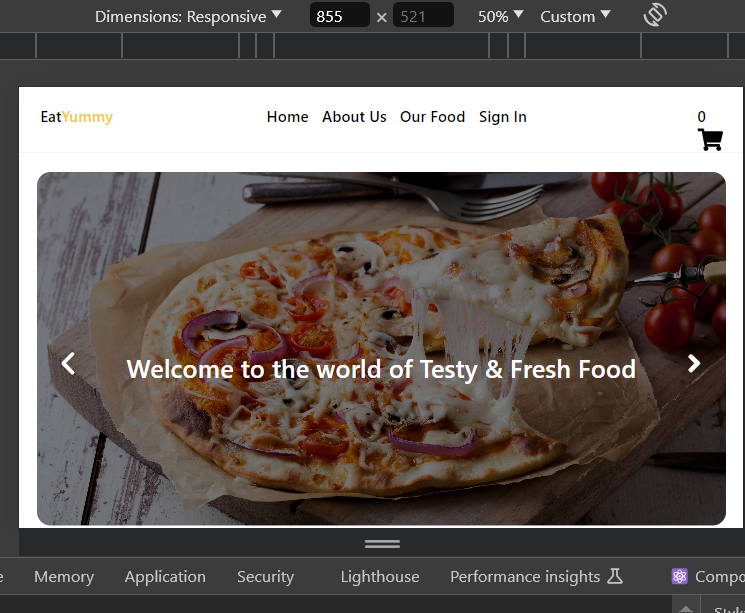 Dimensions: Responsive 855 × 521 50% Custom
EatYummy Home About Us Our Food Sign In 0
Welcome to the world of Testy & Fresh Food
Memory Application Security Lighthouse Performance insights